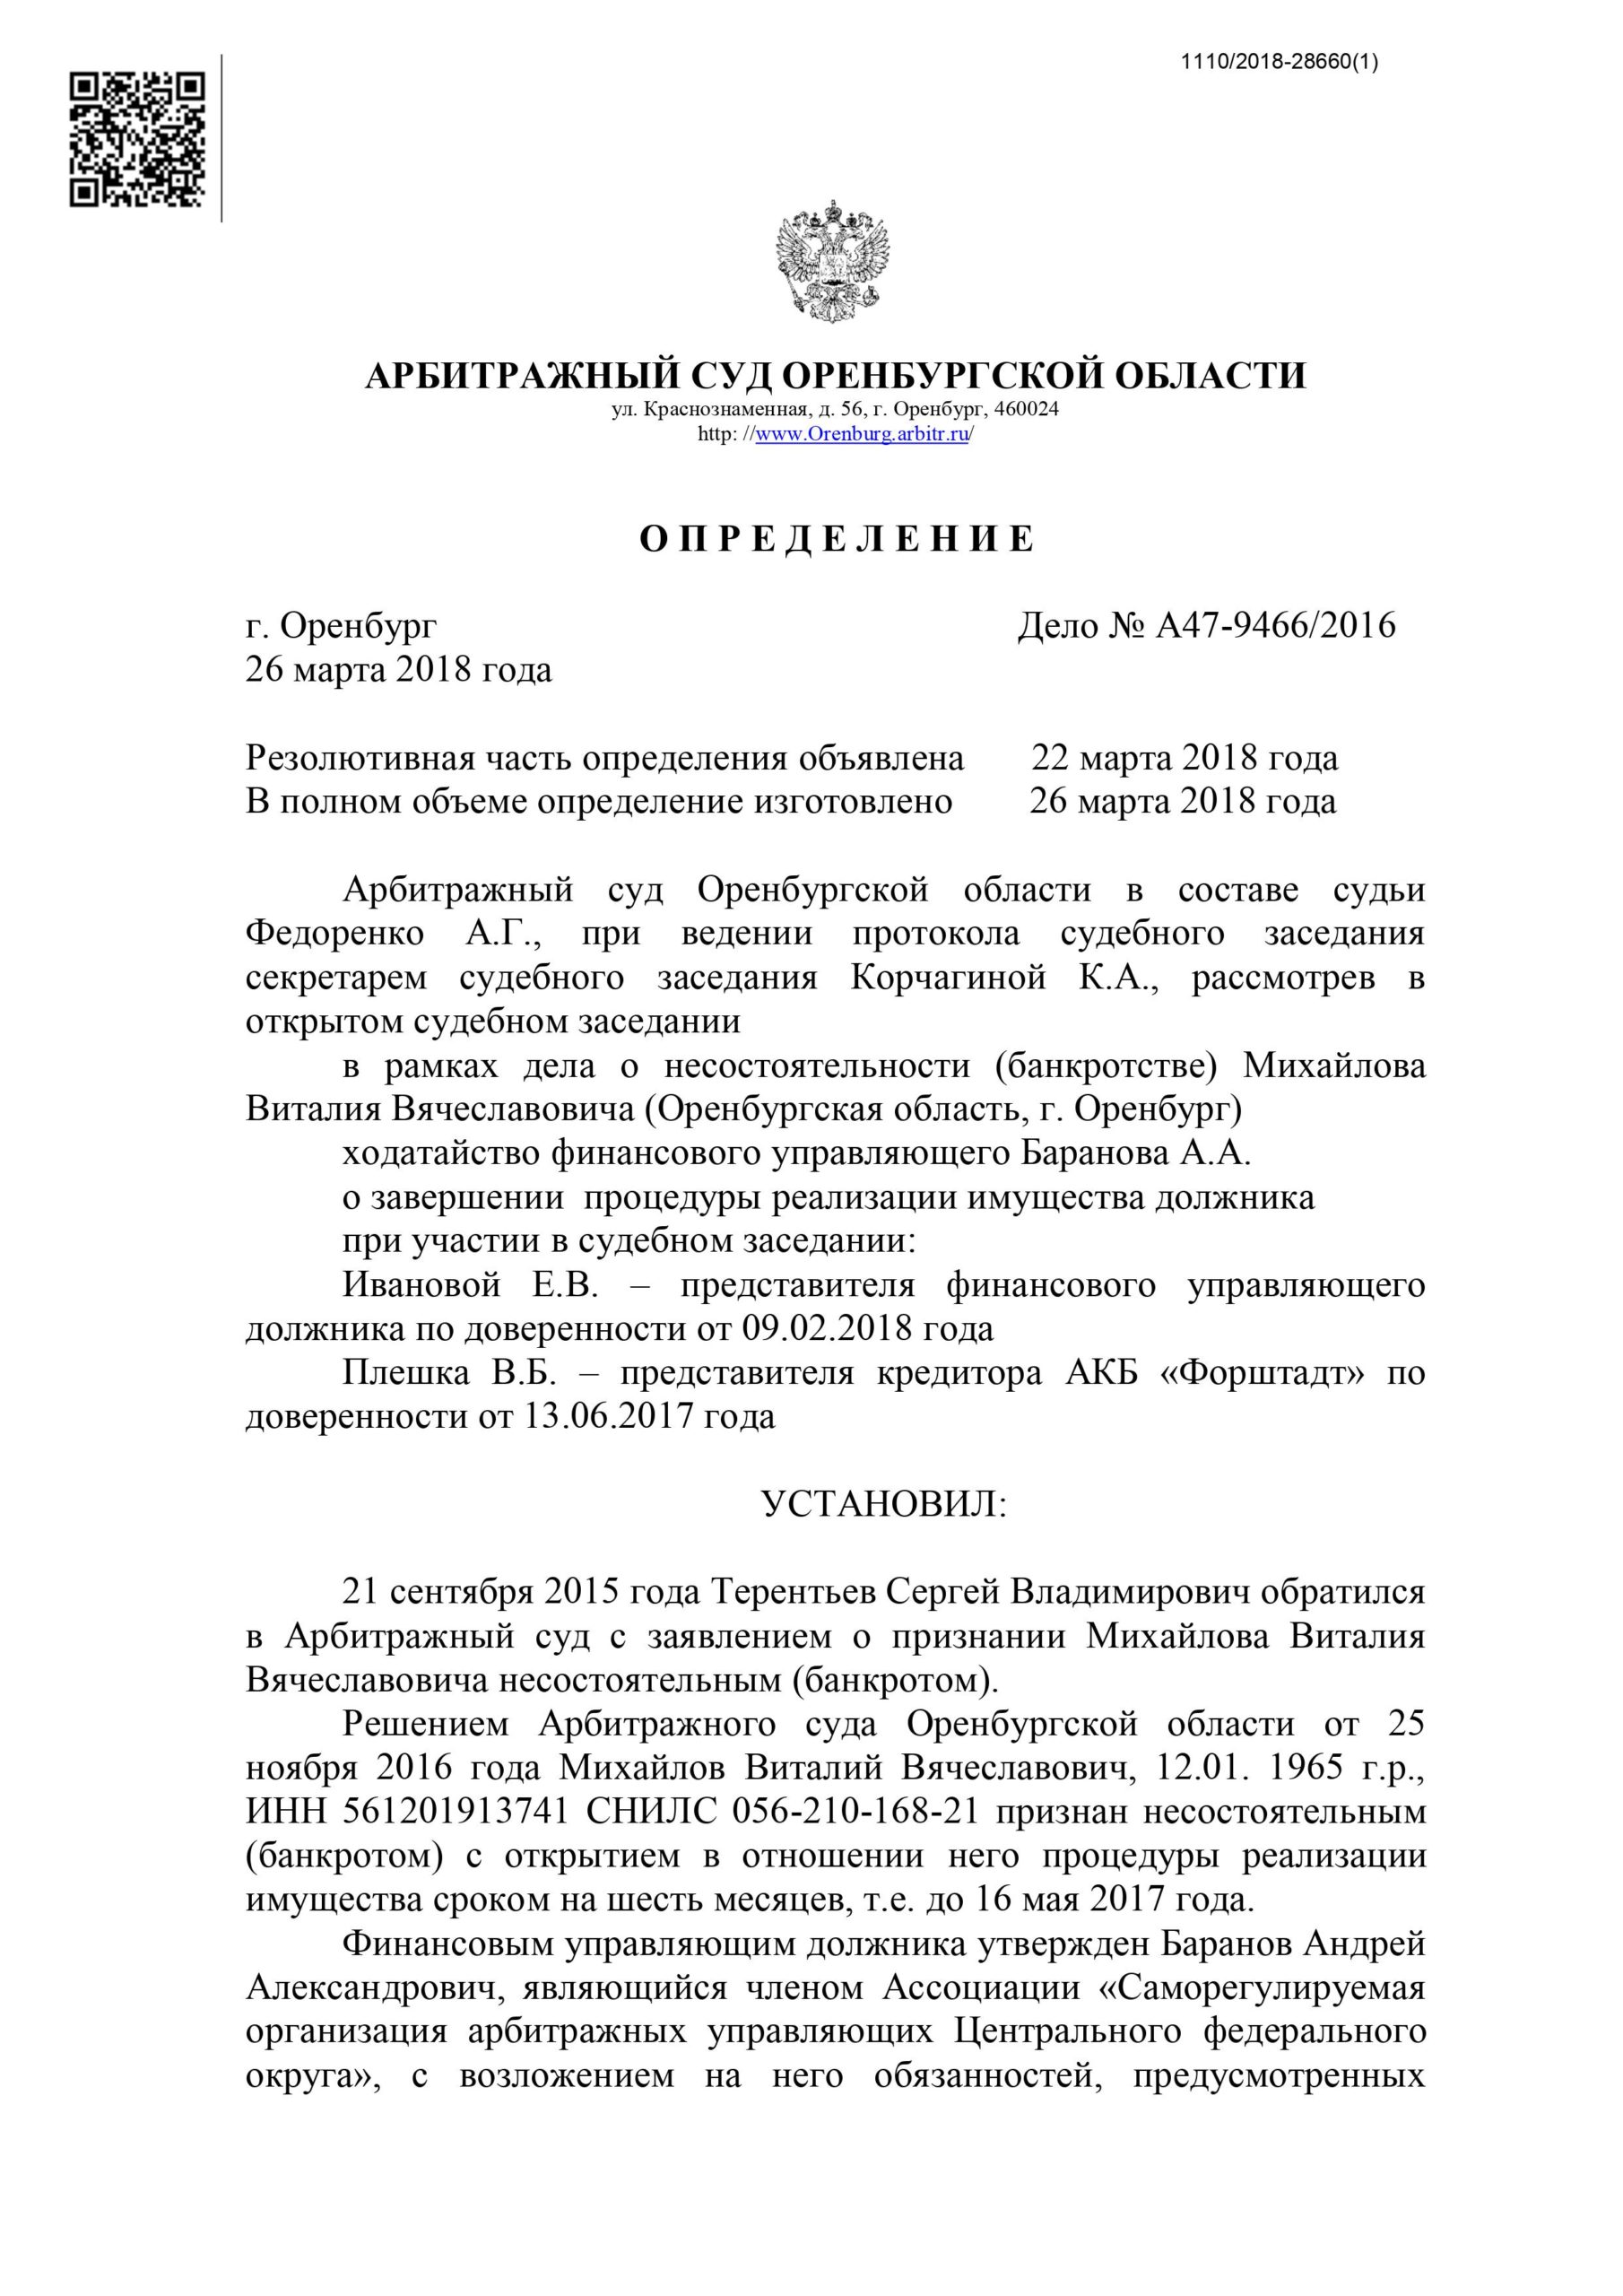 1110/2018-28660(1)
АРБИТРАЖНЫЙ СУД ОРЕНБУРГСКОЙ ОБЛАСТИ
ул. Краснознаменная, д. 56, г. Оренбург, 460024
http: //www.Orenburg.arbitr.ru/
О П Р Е Д Е Л Е Н И Е
г. Оренбург Дело № А47-9466/2016
26 марта 2018 года
Резолютивная часть определения объявлена 22 марта 2018 года
В полном объеме определение изготовлено 26 марта 2018 года
Арбитражный суд Оренбургской области в составе судьи
Федоренко А.Г., при ведении протокола судебного заседания
секретарем судебного заседания Корчагиной К.А., рассмотрев в
открытом судебном заседании
в рамках дела о несостоятельности (банкротстве) Михайлова
Виталия Вячеславовича (Оренбургская область, г. Оренбург)
ходатайство финансового управляющего Баранова А.А.
о завершении процедуры реализации имущества должника
при участии в судебном заседании:
Ивановой Е.В. – представителя финансового управляющего
должника по доверенности от 09.02.2018 года
Плешка В.Б. – представителя кредитора АКБ «Форштадт» по
доверенности от 13.06.2017 года
УСТАНОВИЛ:
21 сентября 2015 года Терентьев Сергей Владимирович обратился
в Арбитражный суд с заявлением о признании Михайлова Виталия
Вячеславовича несостоятельным (банкротом).
Решением Арбитражного суда Оренбургской области от 25
ноября 2016 года Михайлов Виталий Вячеславович, 12.01. 1965 г.р.,
ИНН 561201913741 СНИЛС 056-210-168-21 признан несостоятельным
(банкротом) с открытием в отношении него процедуры реализации
имущества сроком на шесть месяцев, т.е. до 16 мая 2017 года.
Финансовым управляющим должника утвержден Баранов Андрей
Александрович, являющийся членом Ассоциации «Саморегулируемая
организация арбитражных управляющих Центрального федерального
округа», с возложением на него обязанностей, предусмотренных